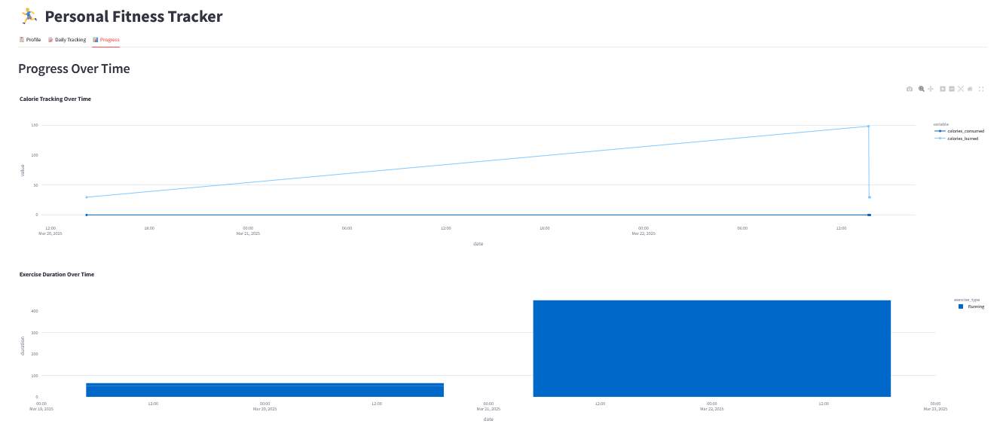 Personal Fitness Tracker
Profile Daily Tracking Progress
Progress Over Time
Calorie Tracking Over Time
variable
calories_consumed
calories_burned
value
150
100
50
0
12:00 18:00 00:00 06:00 12:00 18:00 00:00 06:00 12:00
Mar 20, 2025 Mar 21, 2025 Mar 22, 2025
date
Exercise Duration Over Time
exercise_type
Running
duration
400
300
200
100
0
00:00 12:00 00:00 12:00 00:00 12:00 00:00 12:00 00:00
Mar 19, 2025 Mar 20, 2025 Mar 21, 2025 Mar 22, 2025 Mar 23, 2025
date